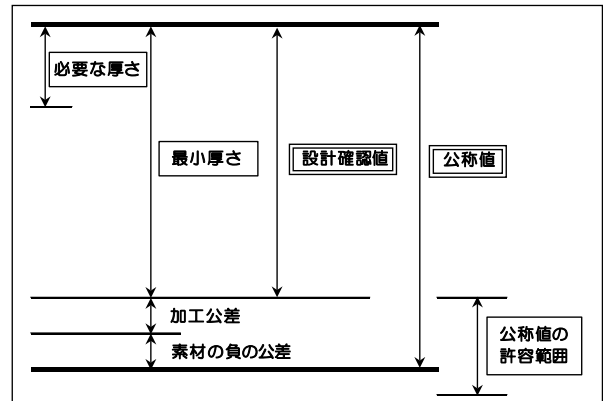 必要な厚さ
最小厚さ
設計確認値
公称値
加工公差
素材の負の公差
公称値の
許容範囲